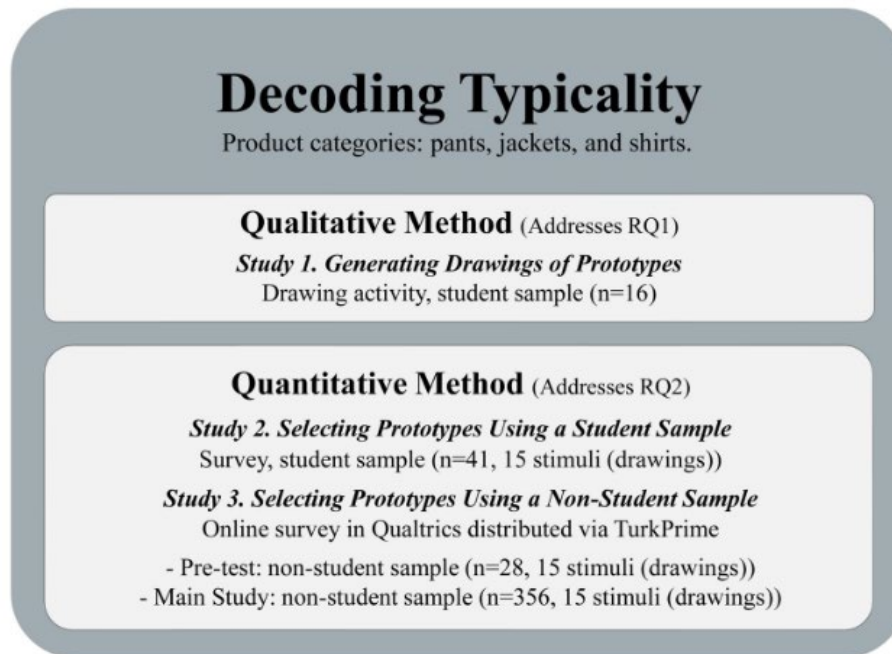 Decoding Typicality
Product categories: pants, jackets, and shirts.
Qualitative Method (Addresses RQ1)
Study 1. Generating Drawings of Prototypes
Drawing activity, student sample (n=16)
Quantitative Method (Addresses RQ2)
Study 2. Selecting Prototypes Using a Student Sample
Survey, student sample (n=41, 15 stimuli (drawings))
Study 3. Selecting Prototypes Using a Non-Student Sample
Online survey in Qualtrics distributed via TurkPrime
- Pre-test: non-student sample (n=28, 15 stimuli (drawings))
- Main Study: non-student sample (n=356, 15 stimuli (drawings))